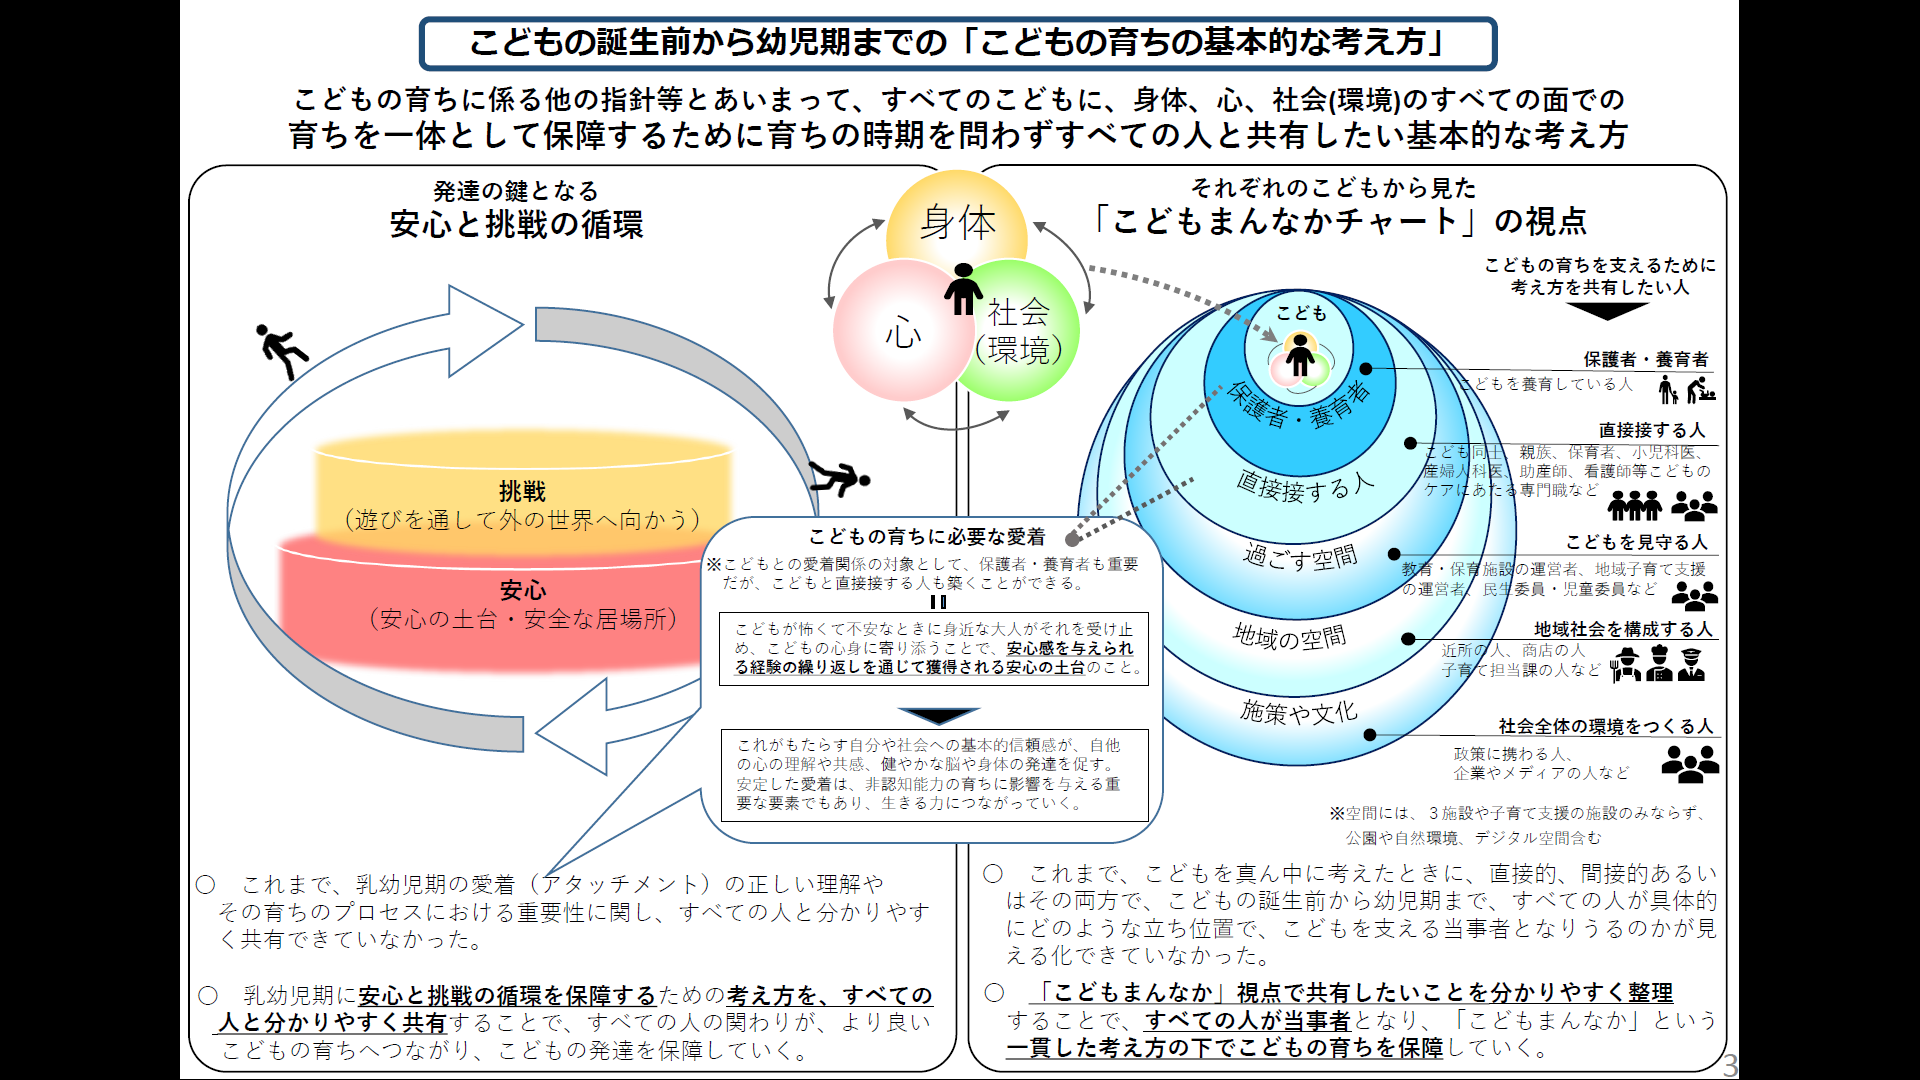 こどもの誕生前から幼児期までの「こどもの育ちの基本的な考え方」
こどもの育ちに係る他の指針等とあいまって、すべてのこどもに、身体、心、社会(環境)のすべての面での
育ちを一体として保障するために育ちの時期を問わずすべての人と共有したい基本的な考え方
発達の鍵となる
安心と挑戦の循環
挑戦
（遊びを通して外の世界へ向かう）
安心
（安心の土台・安全な居場所）
身体
心
社会
（環境）
こどもの育ちに必要な愛着
※こどもとの愛着関係の対象として、保護者・養育者も重要
だが、こどもと直接接する人も築くことができる。
こどもが怖くて不安なときに身近な大人がそれを受け止
め、こどもの心身に寄り添うことで、安心感を与えられ
る経験の繰り返しを通じて獲得される安心の土台のこと。
これがもたらす自分や社会への基本的信頼感が、自他
の心の理解や共感、健やかな脳や身体の発達を促す。
安定した愛着は、非認知能力の育ちに影響を与える重
要な要素でもあり、生きる力につながっていく。
○　これまで、乳幼児期の愛着（アタッチメント）の正しい理解や
その育ちのプロセスにおける重要性に関し、すべての人と分かりやす
く共有できていなかった。
○　乳幼児期に安心と挑戦の循環を保障するための考え方を、すべての
人と分かりやすく共有することで、すべての人の関わりが、より良い
こどもの育ちへつながり、こどもの発達を保障していく。
それぞれのこどもから見た
「こどもまんなかチャート」の視点
こどもの育ちを支えるために
考え方を共有したい人
こども
保護者・養育者
直接接する人
過ごす空間
地域の空間
施策や文化
保護者・養育者
こどもを養育している人
直接接する人
こども同士、親族、保育者、小児科医、
産婦人科医、助産師、看護師等こどもの
ケアにあたる専門職など
こどもを見守る人
教育・保育施設の運営者、地域子育て支援
の運営者、民生委員・児童委員など
地域社会を構成する人
近所の人、商店の人
子育て担当課の人など
社会全体の環境をつくる人
政策に携わる人、
企業やメディアの人など
※空間には、３施設や子育て支援の施設のみならず、
公園や自然環境、デジタル空間含む
○　これまで、こどもを真ん中に考えたときに、直接的、間接的あるい
はその両方で、こどもの誕生前から幼児期まで、すべての人が具体的
にどのような立ち位置で、こどもを支える当事者となりうるのかが見
える化できていなかった。
○　「こどもまんなか」視点で共有したいことを分かりやすく整理
することで、すべての人が当事者となり、「こどもまんなか」という
一貫した考え方の下でこどもの育ちを保障していく。
3